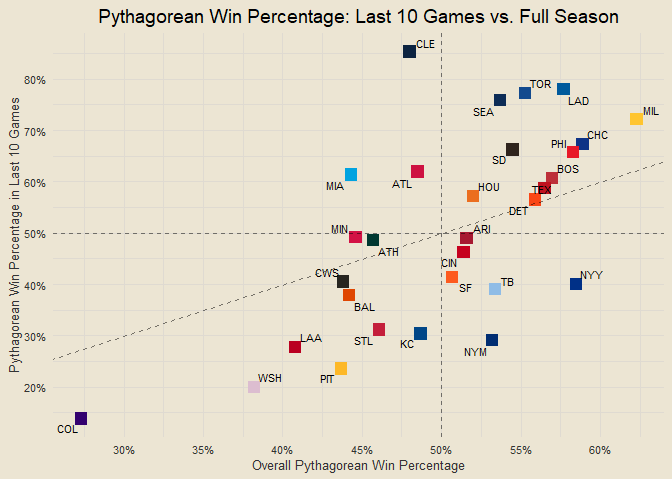 Pythagorean Win Percentage: Last 10 Games vs. Full Season
Pythagorean Win Percentage in Last 10 Games
80%
70%
60%
50%
40%
30%
20%
CLE
TOR
LAD
SEA
MIL
CHC
PHI
SD
BOS
MIA
ATL
HOU
TEX
DET
MIN
ATH
ARI
CIN
CWS
SF
TB
NYY
BAL
STL
KC
NYM
LAA
PIT
WSH
COL
30%
35%
40%
45%
50%
55%
60%
Overall Pythagorean Win Percentage